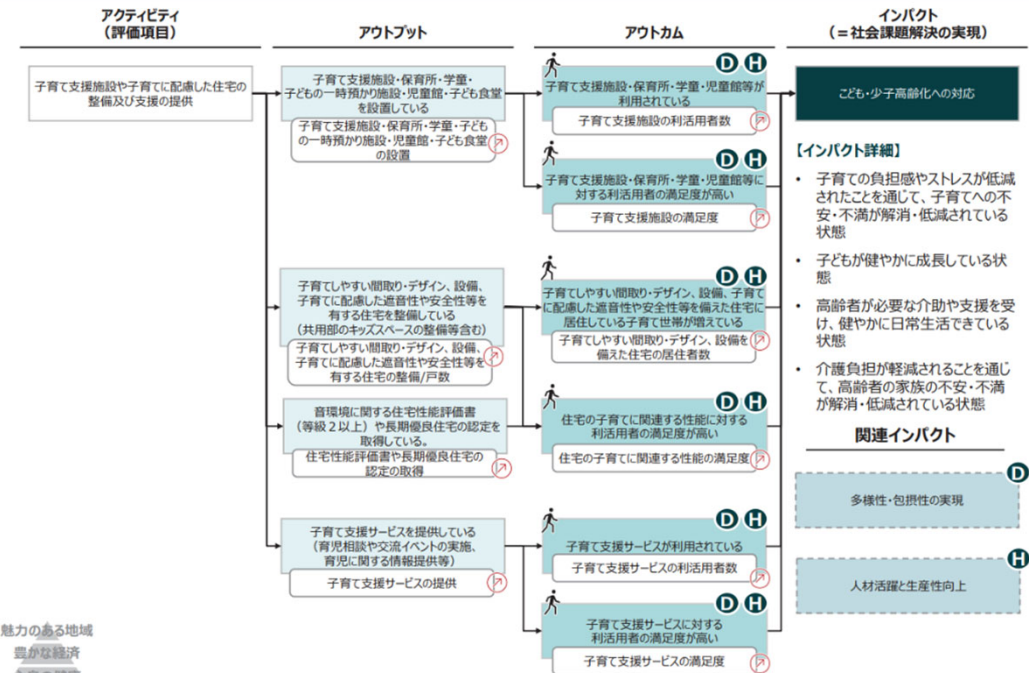 アクティビティ
（評価項目）
アウトプット
アウトカム
インパクト
（＝社会課題解決の実現）
子育て支援施設や子育てに配慮した住宅の
整備及び支援の提供
子育て支援施設・保育所・学童・
子どもの一時預かり施設・児童館・子ども食堂
を設置している
子育て支援施設・保育所・学童・子ども
の一時預かり施設・児童館・子ども食堂
の設置
子育てしやすい間取り・デザイン、設備、
子育てに配慮した遮音性や安全性等を
有する住宅を整備している
（共用部のキッズスペースの整備等含む）
子育てしやすい間取り・デザイン、設備、
子育てに配慮した遮音性や安全性等を
有する住宅の整備/戸数
音環境に関する住宅性能評価書
（等級２以上）や長期優良住宅の認定を
取得している。
住宅性能評価書や長期優良住宅の
認定の取得
子育て支援サービスを提供している
（育児相談や交流イベントの実施、
育児に関する情報提供等）
子育て支援サービスの提供
D H
子育て支援施設・保育所・学童・児童館等が
利用されている
子育て支援施設の利活用者数
D H
子育て支援施設・保育所・学童・児童館等に
対する利活用者の満足度が高い
子育て支援施設の満足度
D H
子育てしやすい間取り・デザイン、設備、子育て
に配慮した遮音性や安全性等を備えた住宅に
居住している子育て世帯が増えている
子育てしやすい間取り・デザイン、設備を
備えた住宅の居住者数
D H
住宅の子育てに関連する性能に対する
利活用者の満足度が高い
住宅の子育てに関連する性能の満足度
D H
子育て支援サービスが利用されている
子育て支援サービスの利活用者数
D H
子育て支援サービスに対する
利活用者の満足度が高い
子育て支援サービスの満足度
こども・少子高齢化への対応
【インパクト詳細】
• 子育ての負担感やストレスが低減
されたことを通じて、子育てへの不
安・不満が解消・低減されている
状態
• 子どもが健やかに成長している状
態
• 高齢者が必要な介助や支援を受
け、健やかに日常生活できている
状態
• 介護負担が軽減されることを通じ
て、高齢者の家族の不安・不満
が解消・低減されている状態
関連インパクト
D
多様性・包摂性の実現
H
人材活躍と生産性向上
魅力のある地域
豊かな経済